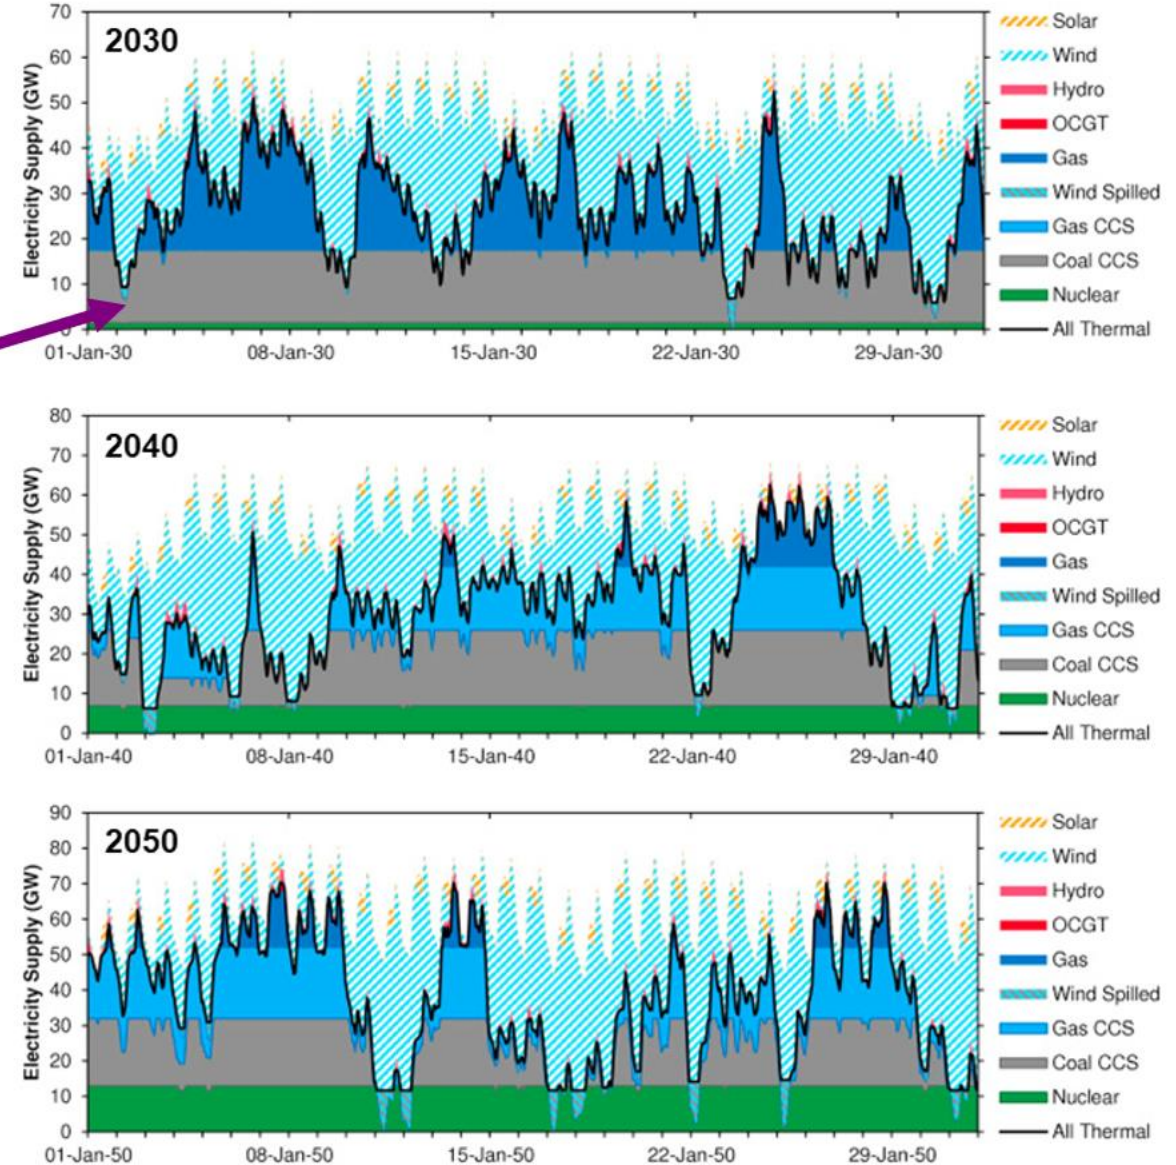 2030
Electricity Supply (GW)
70
60
50
40
30
20
10
0
01-Jan-30 08-Jan-30 15-Jan-30 22-Jan-30 29-Jan-30
Solar
Wind
Hydro
OCGT
Gas
Wind Spilled
Gas CCS
Coal CCS
Nuclear
All Thermal
2040
Electricity Supply (GW)
80
70
60
50
40
30
20
10
0
01-Jan-40 08-Jan-40 15-Jan-40 22-Jan-40 29-Jan-40
Solar
Wind
Hydro
OCGT
Gas
Wind Spilled
Gas CCS
Coal CCS
Nuclear
All Thermal
2050
Electricity Supply (GW)
90
80
70
60
50
40
30
20
10
0
01-Jan-50 08-Jan-50 15-Jan-50 22-Jan-50 29-Jan-50
Solar
Wind
Hydro
OCGT
Gas
Wind Spilled
Gas CCS
Coal CCS
Nuclear
All Thermal